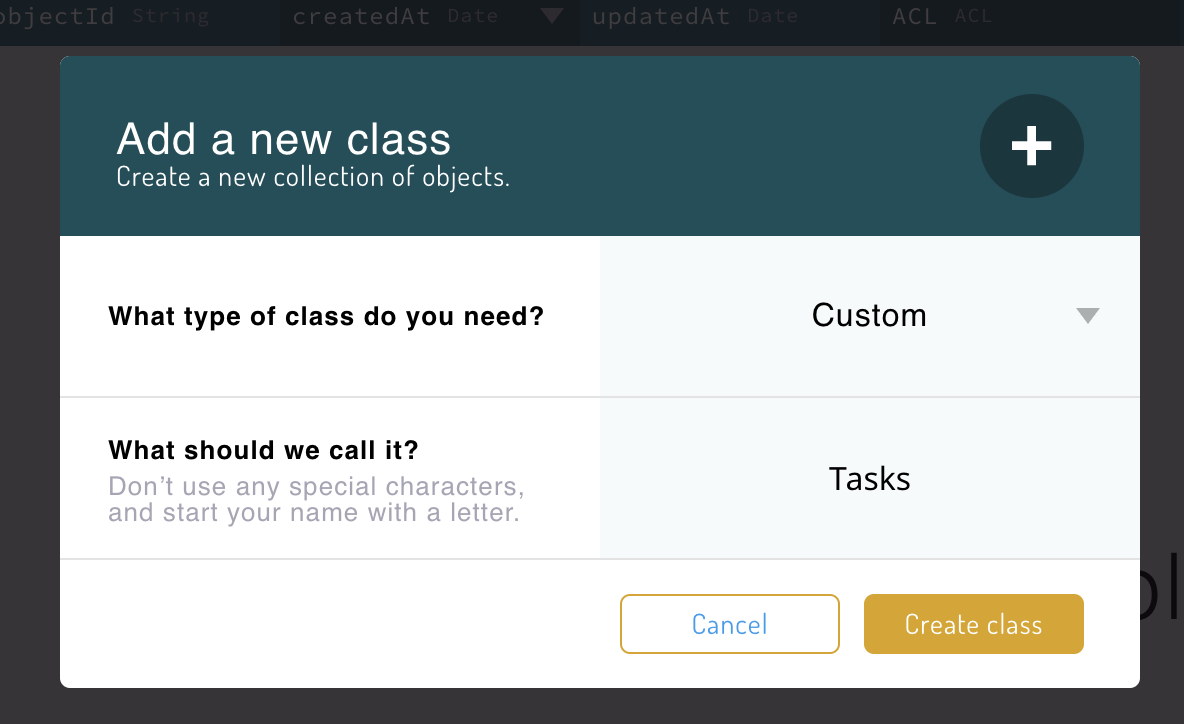 objectId String createdAt Date updatedAt Date ACL ACL
Add a new class
Create a new collection of objects.
What type of class do you need?
Custom
What should we call it?
Don’t use any special characters,
and start your name with a letter.
Tasks
Cancel
Create class